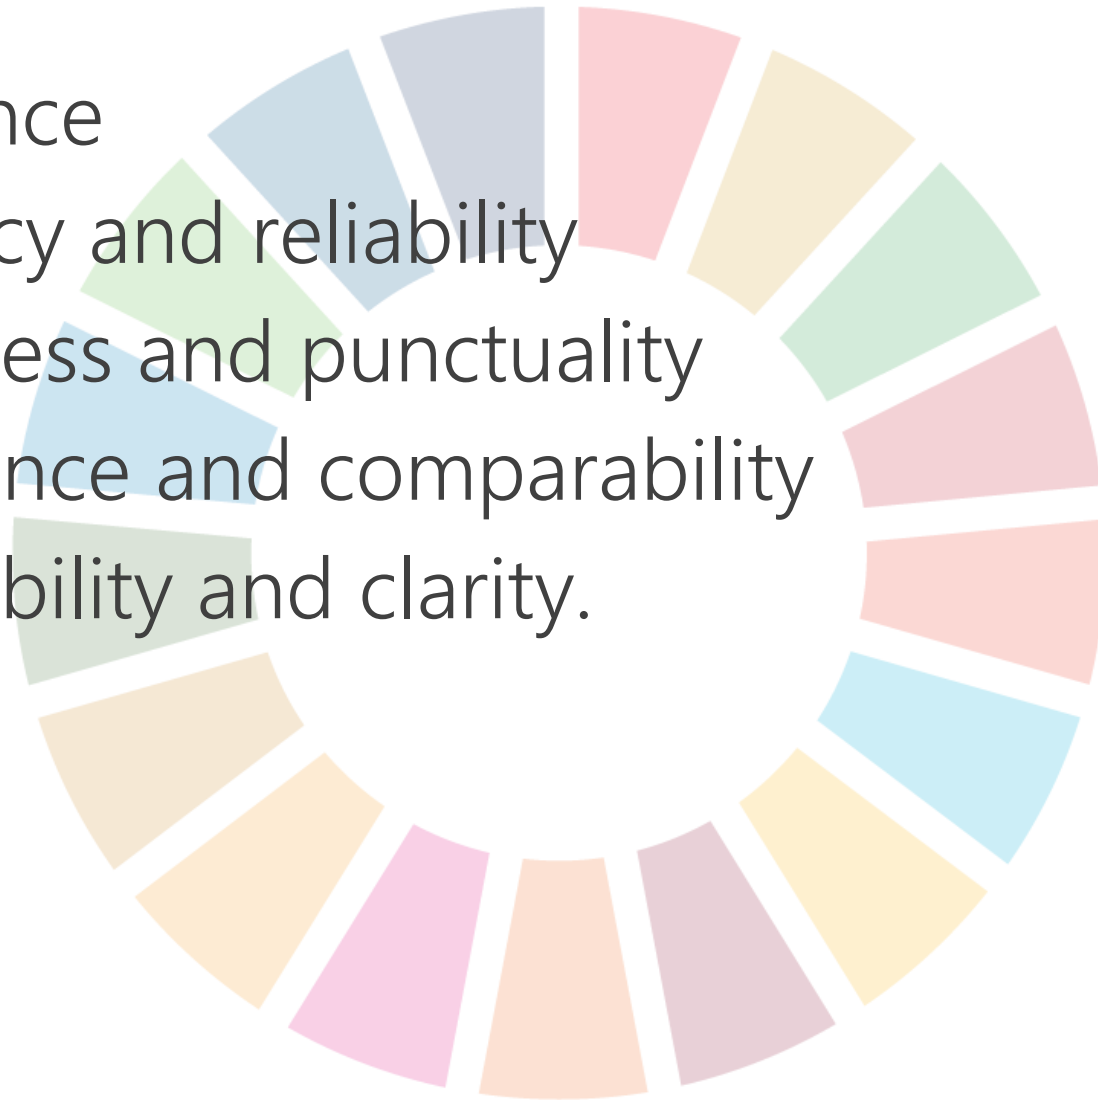 nce
cy and reliability
ess and punctuality
nce and comparability
bility and clarity.